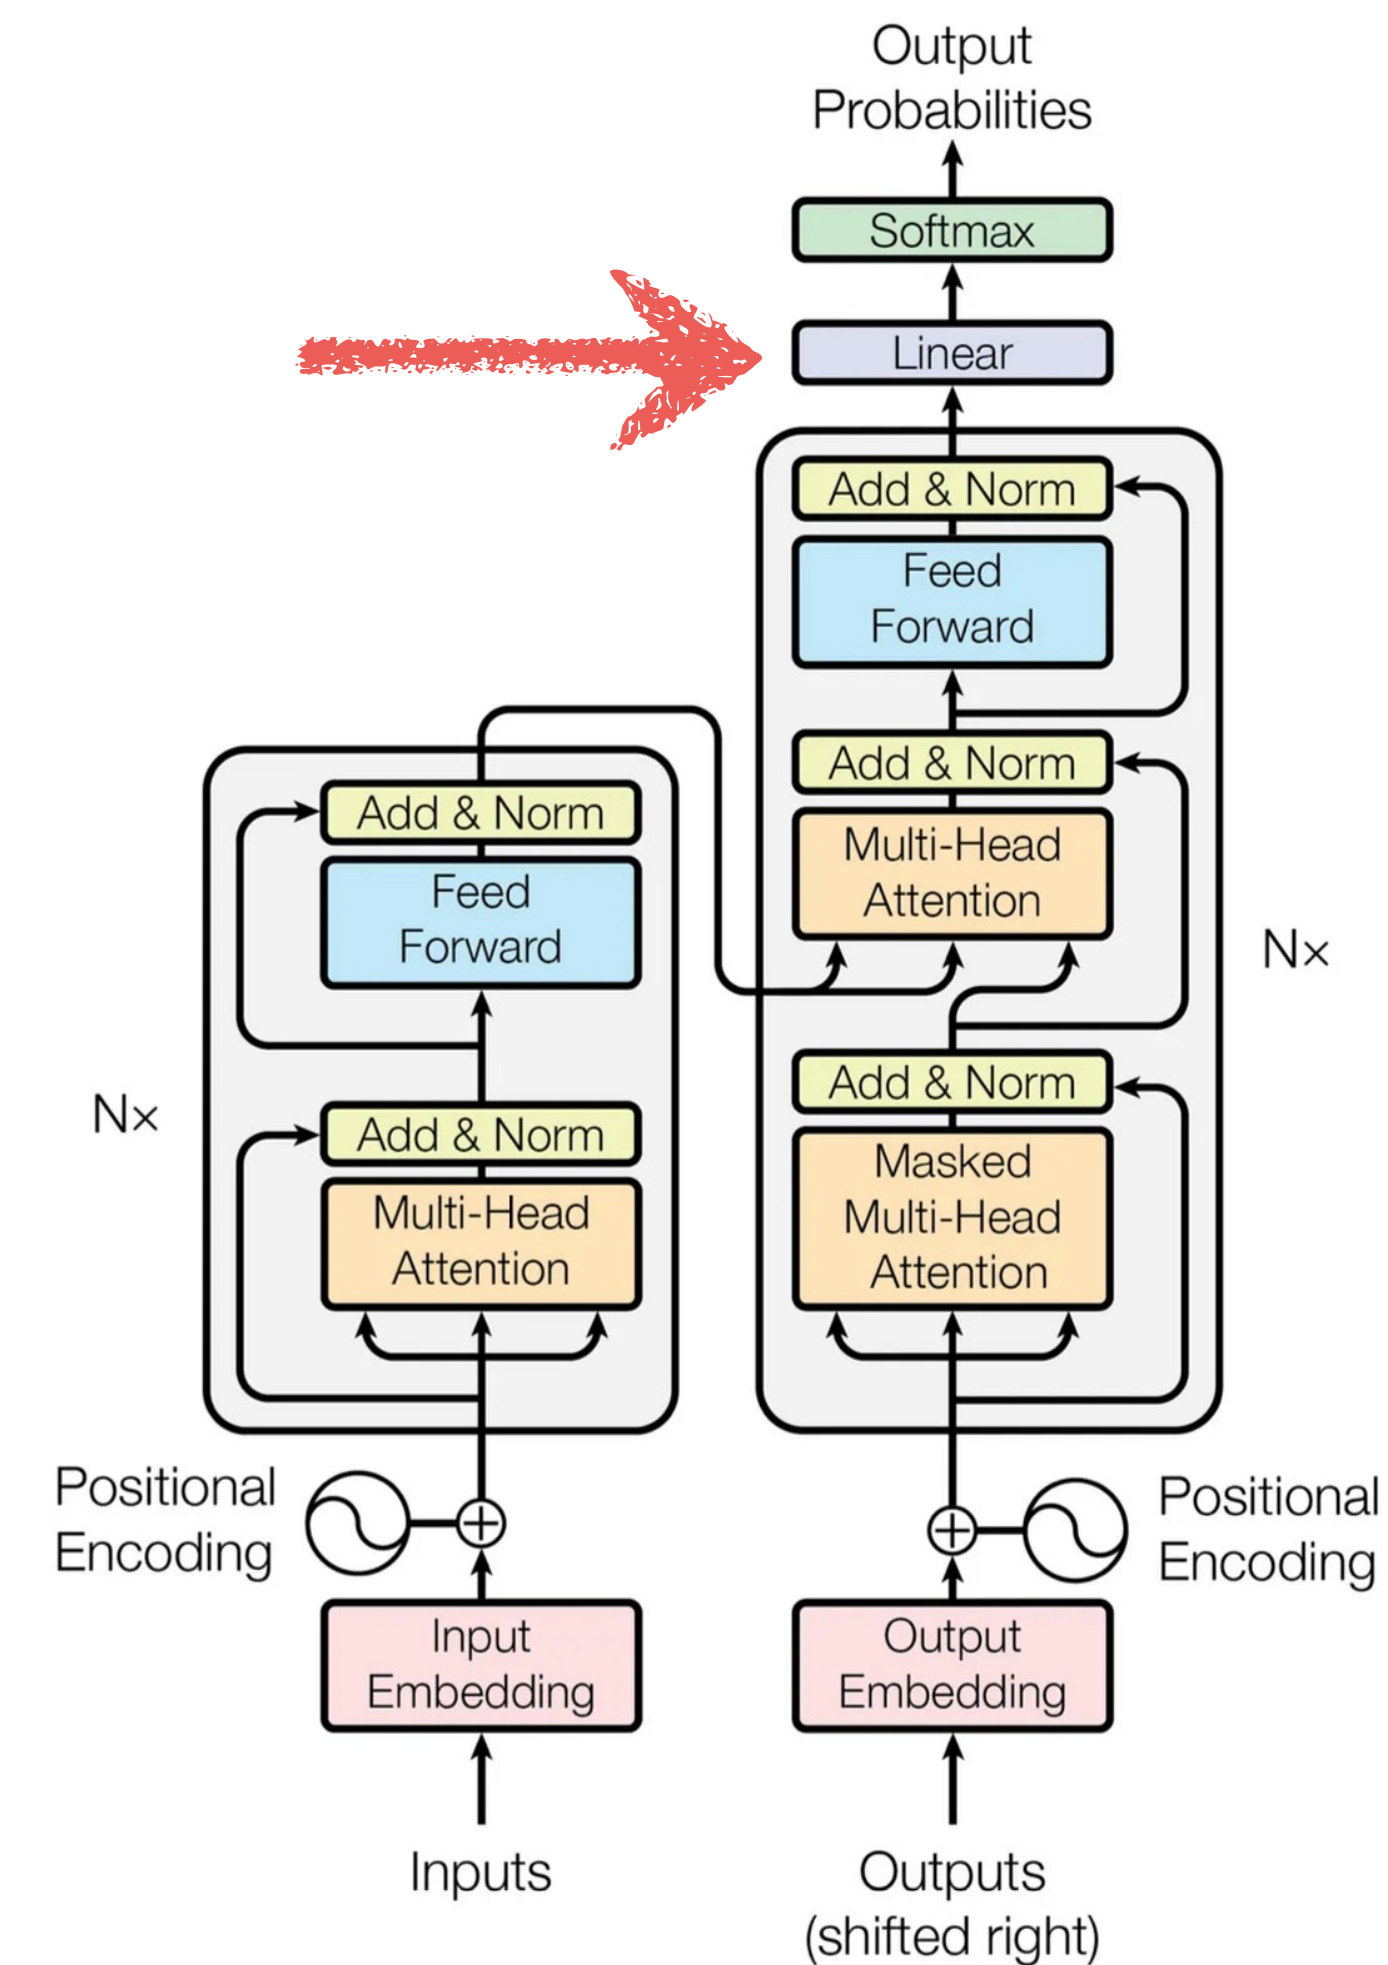 Output
Probabilities
Softmax
Linear
Add & Norm
Feed
Forward
Add & Norm
Multi-Head
Attention
N×
Add & Norm
Masked
Multi-Head
Attention
Add & Norm
Feed
Forward
N×
Add & Norm
Multi-Head
Attention
Positional
Encoding
Positional
Encoding
Input
Embedding
Output
Embedding
Inputs
Outputs
(shifted right)